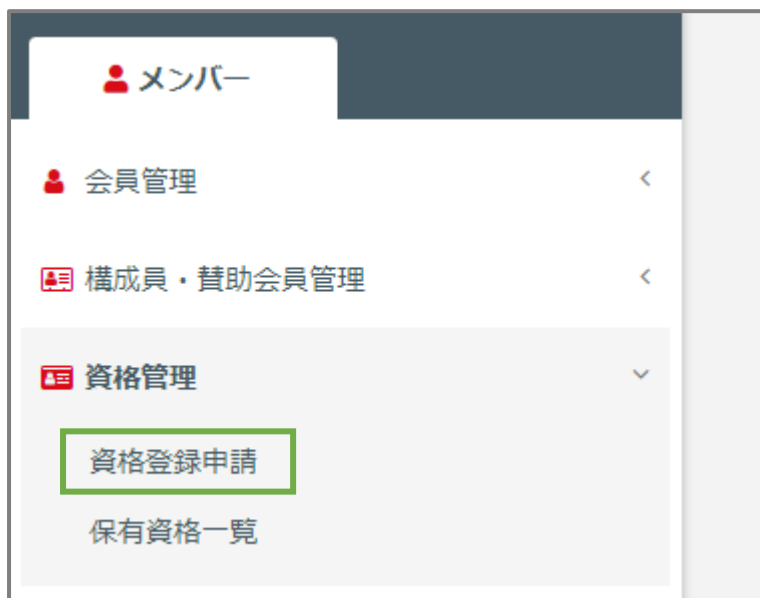 メンバー
会員管理
構成員・賛助会員管理
資格管理
資格登録申請
保有資格一覧